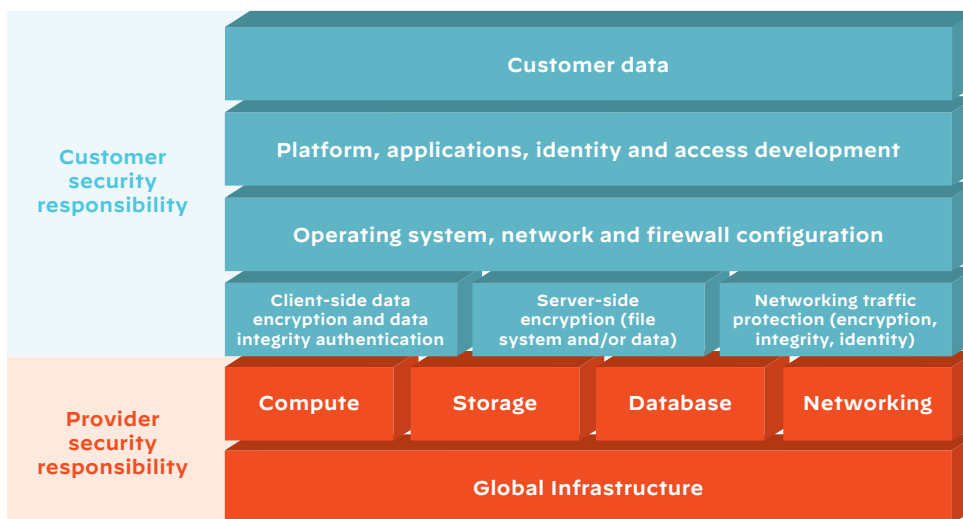 Customer data
Platform, applications, identity and access development
Customer
security
responsibility
Operating system, network and firewall configuration
Client-side data
encryption and data
integrity authentication
Server-side
encryption (file
system and/or data)
Networking traffic
protection (encryption,
integrity, identity)
Provider
security
responsibility
Compute
Storage
Database
Networking
Global Infrastructure